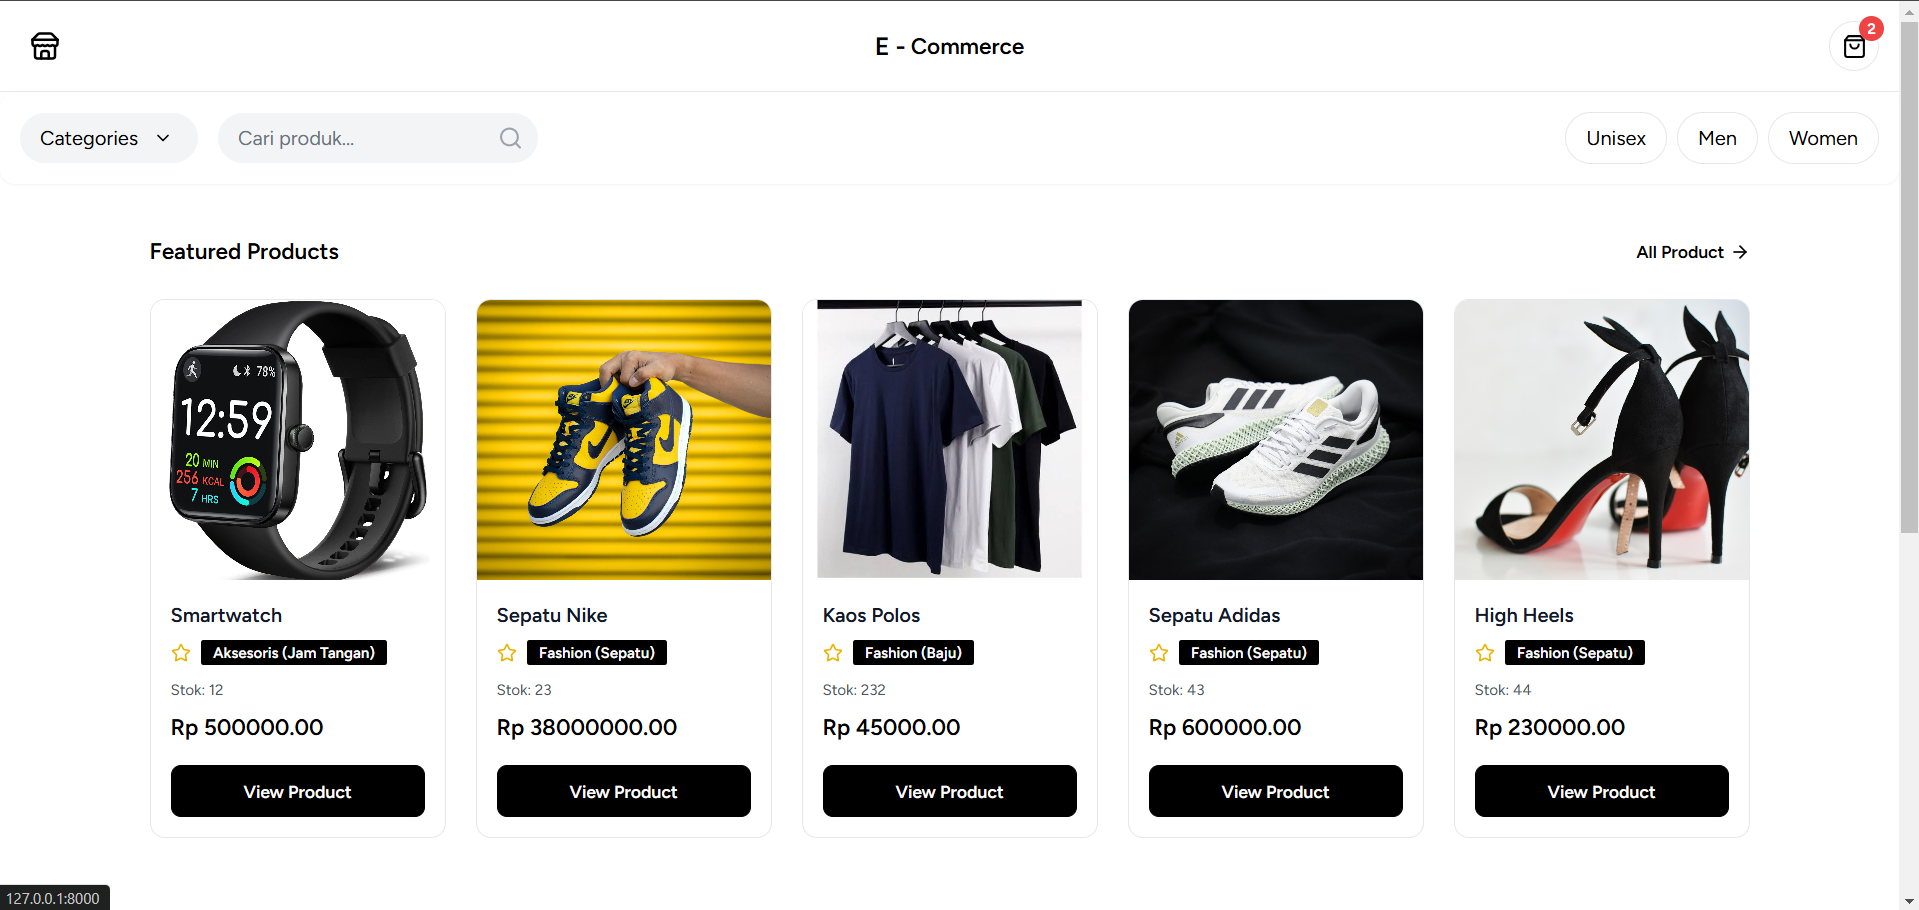 E - Commerce
2
Categories
Cari produk...
Unisex
Men
Women
Featured Products
All Product
78%
12:59
20 MIN
256 KCAL
7 HRS
Smartwatch
Aksesoris (Jam Tangan)
Stok: 12
Rp 500000.00
View Product
Sepatu Nike
Fashion (Sepatu)
Stok: 23
Rp 38000000.00
View Product
Kaos Polos
Fashion (Baju)
Stok: 232
Rp 45000.00
View Product
Sepatu Adidas
Fashion (Sepatu)
Stok: 43
Rp 600000.00
View Product
High Heels
Fashion (Sepatu)
Stok: 44
Rp 230000.00
View Product
127.0.0.1:8000